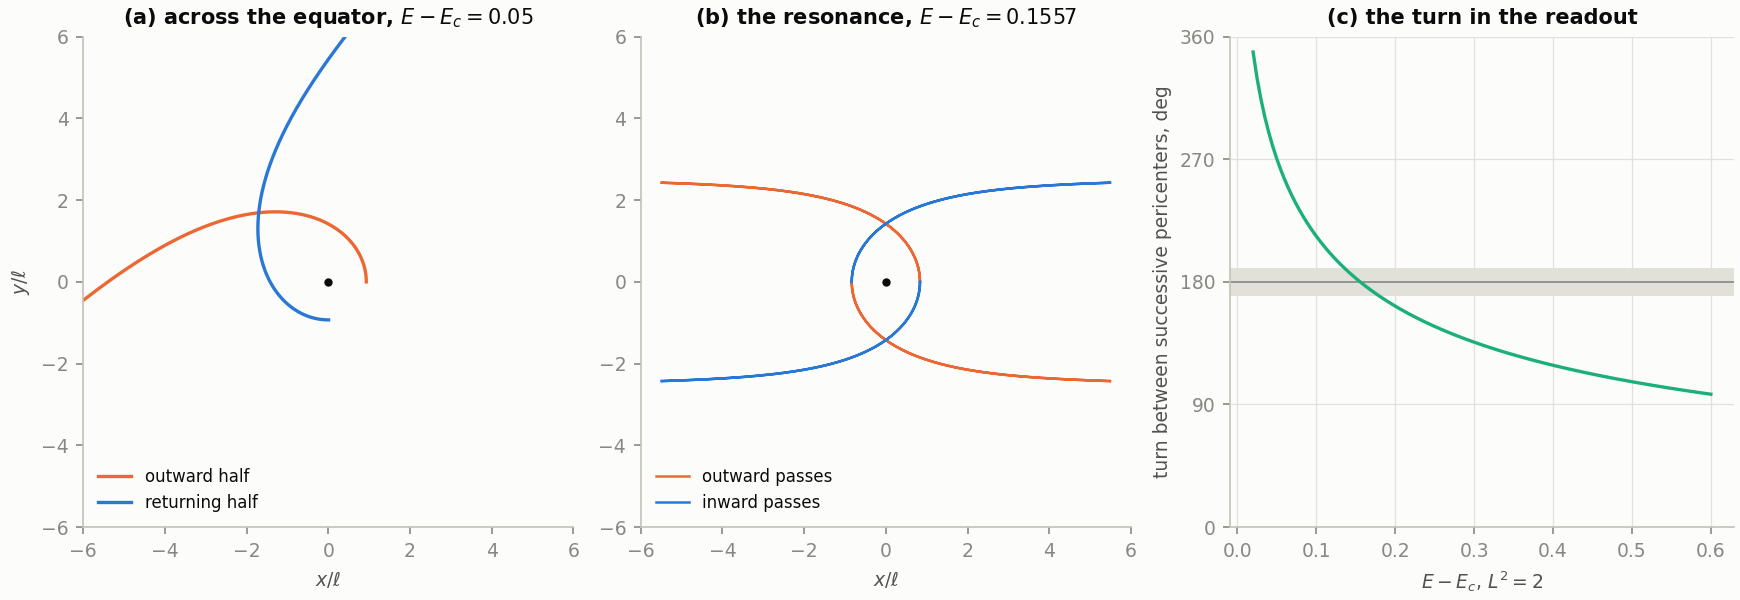 (a) across the equator, E − E_c = 0.05
y/ℓ
6
4
2
0
−2
−4
−6
outward half
returning half
−6 −4 −2 0 2 4 6
x/ℓ
(b) the resonance, E − E_c = 0.1557
6
4
2
0
−2
−4
−6
outward passes
inward passes
−6 −4 −2 0 2 4 6
x/ℓ
(c) the turn in the readout
turn between successive pericenters, deg
360
270
180
90
0
0.0 0.1 0.2 0.3 0.4 0.5 0.6
E − E_c, L² = 2